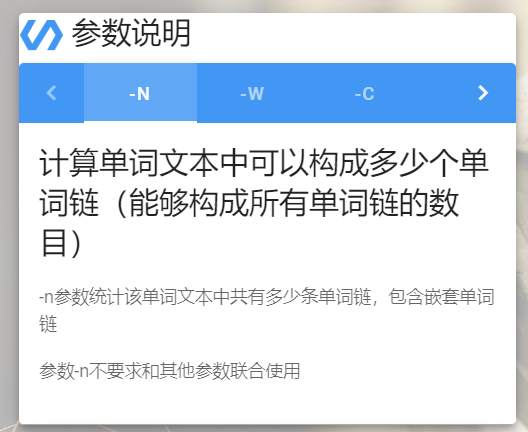 参数说明
-N
-W
-C
计算单词文本中可以构成多少个单
词链（能够构成所有单词链的数
目）
-n参数统计该单词文本中共有多少条单词链，包含嵌套单词
链
参数-n不要求和其他参数联合使用